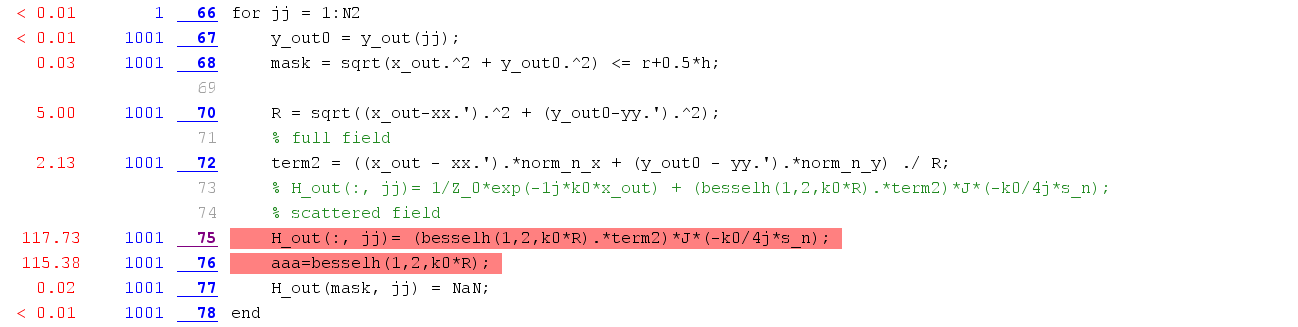 < 0.01 1 66 for jj = 1:N2
< 0.01 1001 67 y_out0 = y_out(jj);
0.03 1001 68 mask = sqrt(x_out.^2 + y_out0.^2) <= r+0.5*h;
69
5.00 1001 70 R = sqrt((x_out-xx.').^2 + (y_out0-yy.').^2);
71 % full field
2.13 1001 72 term2 = ((x_out - xx.').*norm_n_x + (y_out0 - yy.').*norm_n_y) ./ R;
73 % H_out(:, jj)= 1/Z_0*exp(-1j*k0*x_out) + (besselh(1,2,k0*R).*term2)*J*(-k0/4j*s_n);
74 % scattered field
117.73 1001 75 H_out(:, jj)= (besselh(1,2,k0*R).*term2)*J*(-k0/4j*s_n);
115.38 1001 76 aaa=besselh(1,2,k0*R);
0.02 1001 77 H_out(mask, jj) = NaN;
< 0.01 1001 78 end